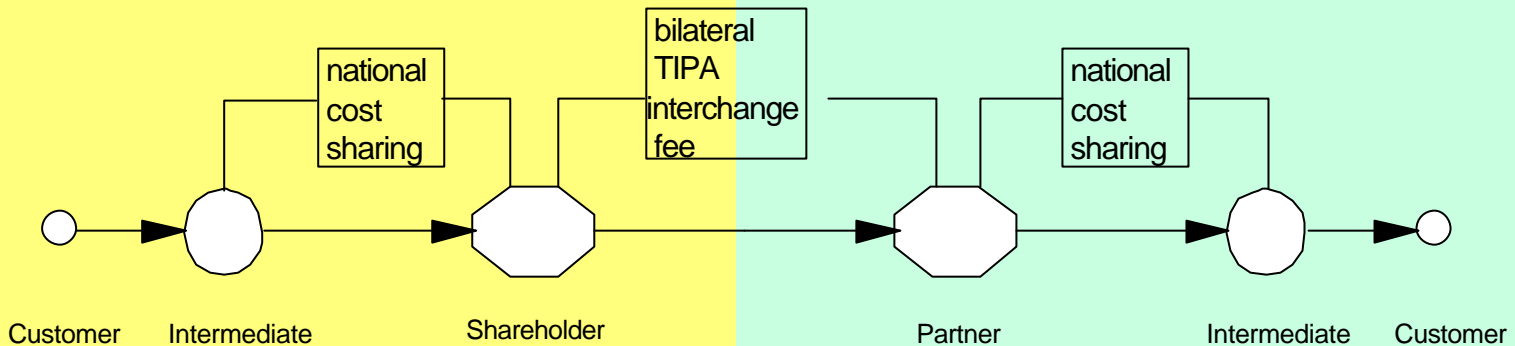 national
cost
sharing
bilateral
TIPA
interchange
fee
national
cost
sharing
Customer
Intermediate
Shareholder
Partner
Intermediate
Customer